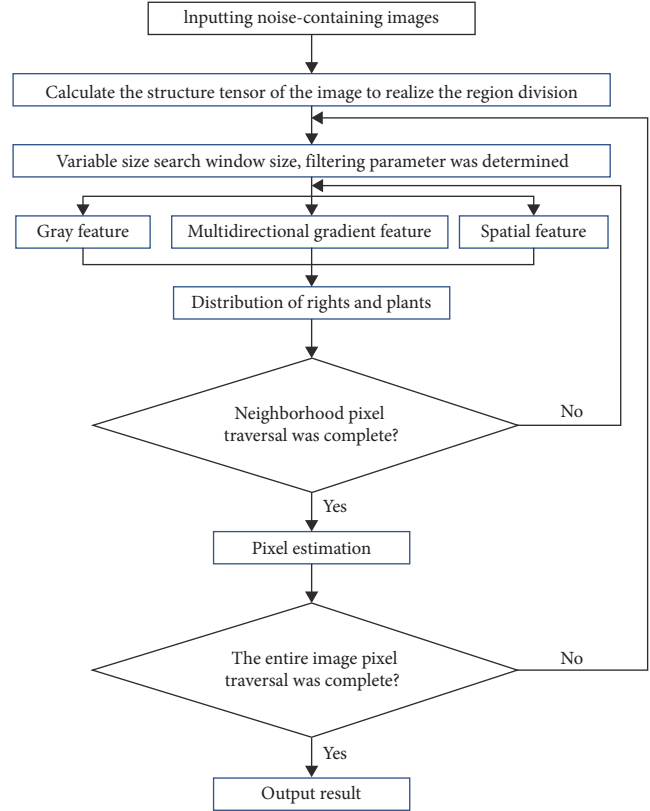 Inputting noise-containing images
Calculate the structure tensor of the image to realize the region division
Variable size search window size, filtering parameter was determined
Gray feature
Multidirectional gradient feature
Spatial feature
Distribution of rights and plants
Neighborhood pixel
traversal was complete?
No
Yes
Pixel estimation
The entire image pixel
traversal was complete?
No
Yes
Output result